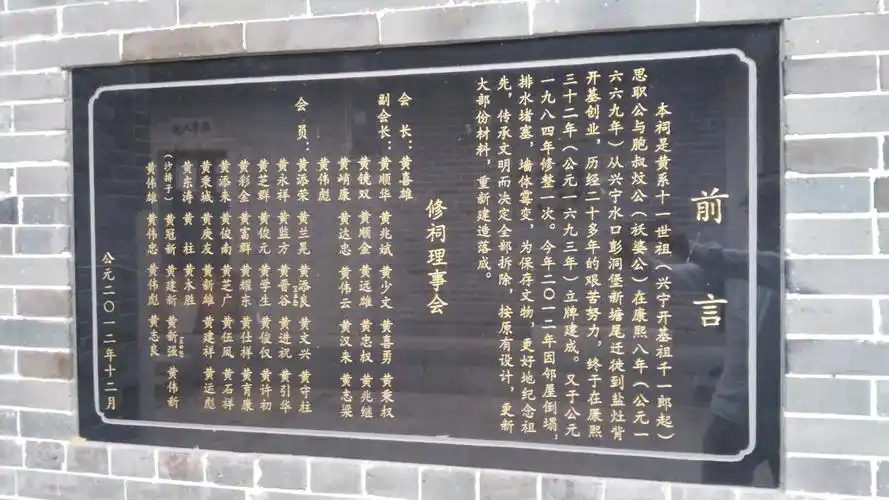 前言
本祠是黄系十一世祖（兴宁开基祖千一郎起）
思职公与胞叔炆公（祆婆公）在康熙八年（公元一
六六九年）从兴宁水口彭洞堡新塘尾迁徙到盐灶背
开基创业，历经二十多年的艰苦努力，终于在康熙
三十二年（公元一六九三年）立牌建成。又于公元
一九八四年修整一次。今年二〇一二年因邻屋倒塌，
排水堵塞，墙体霉变，为保存文物，更好地纪念祖
先，传承文明而决定全部拆除，按原有设计，更新
大部份材料，重新建造落成。
修祠理事会
会长：黄喜雄
副会长：黄顺华 黄兆斌 黄少文 黄喜勇 黄秉权
黄镜双 黄顺金 黄远雄 黄忠权 黄兆继
黄峭康 黄达忠 黄伟云 黄汉来 黄志梁
黄伟彪
会员：黄添荣 黄兰晃 黄添良 黄文兴 黄守柱
黄永祥 黄监方 黄晋谷 黄进祝 黄引华
黄芝群 黄俊元 黄学生 黄俊仅 黄许初
黄彩金 黄富群 黄耀东 黄仕祥 黄育康
黄添朱 黄俊南 黄芝广 黄伍凤 黄石祥
黄秉城 黄庚友 黄新雄 黄建祥 黄运彪
黄东涛 黄柱 黄木胜
（沙梯子） 黄冠新 黄建新 黄新强 黄伟新
黄伟雄 黄伟忠 黄伟彪 黄志良
公元二〇一二年十二月